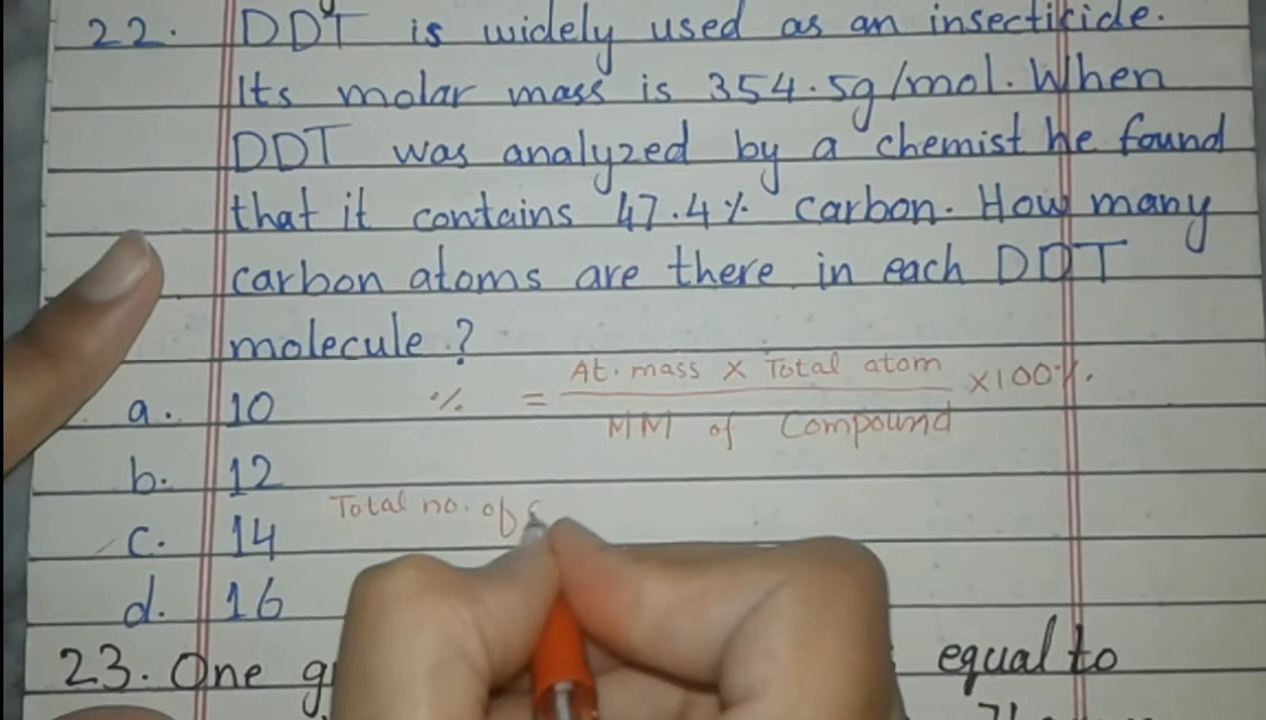 22. DDT is widely used as an insecticide.
Its molar mass is 354.5g/mol. When
DDT was analyzed by a chemist he found
that it contains 47.4% carbon. How many
carbon atoms are there in each DDT
molecule?
% = At. mass x Total atom x100%.
MM of Compound
a. 10
b. 12
Total no. of
c. 14
d. 16
23. One equal to